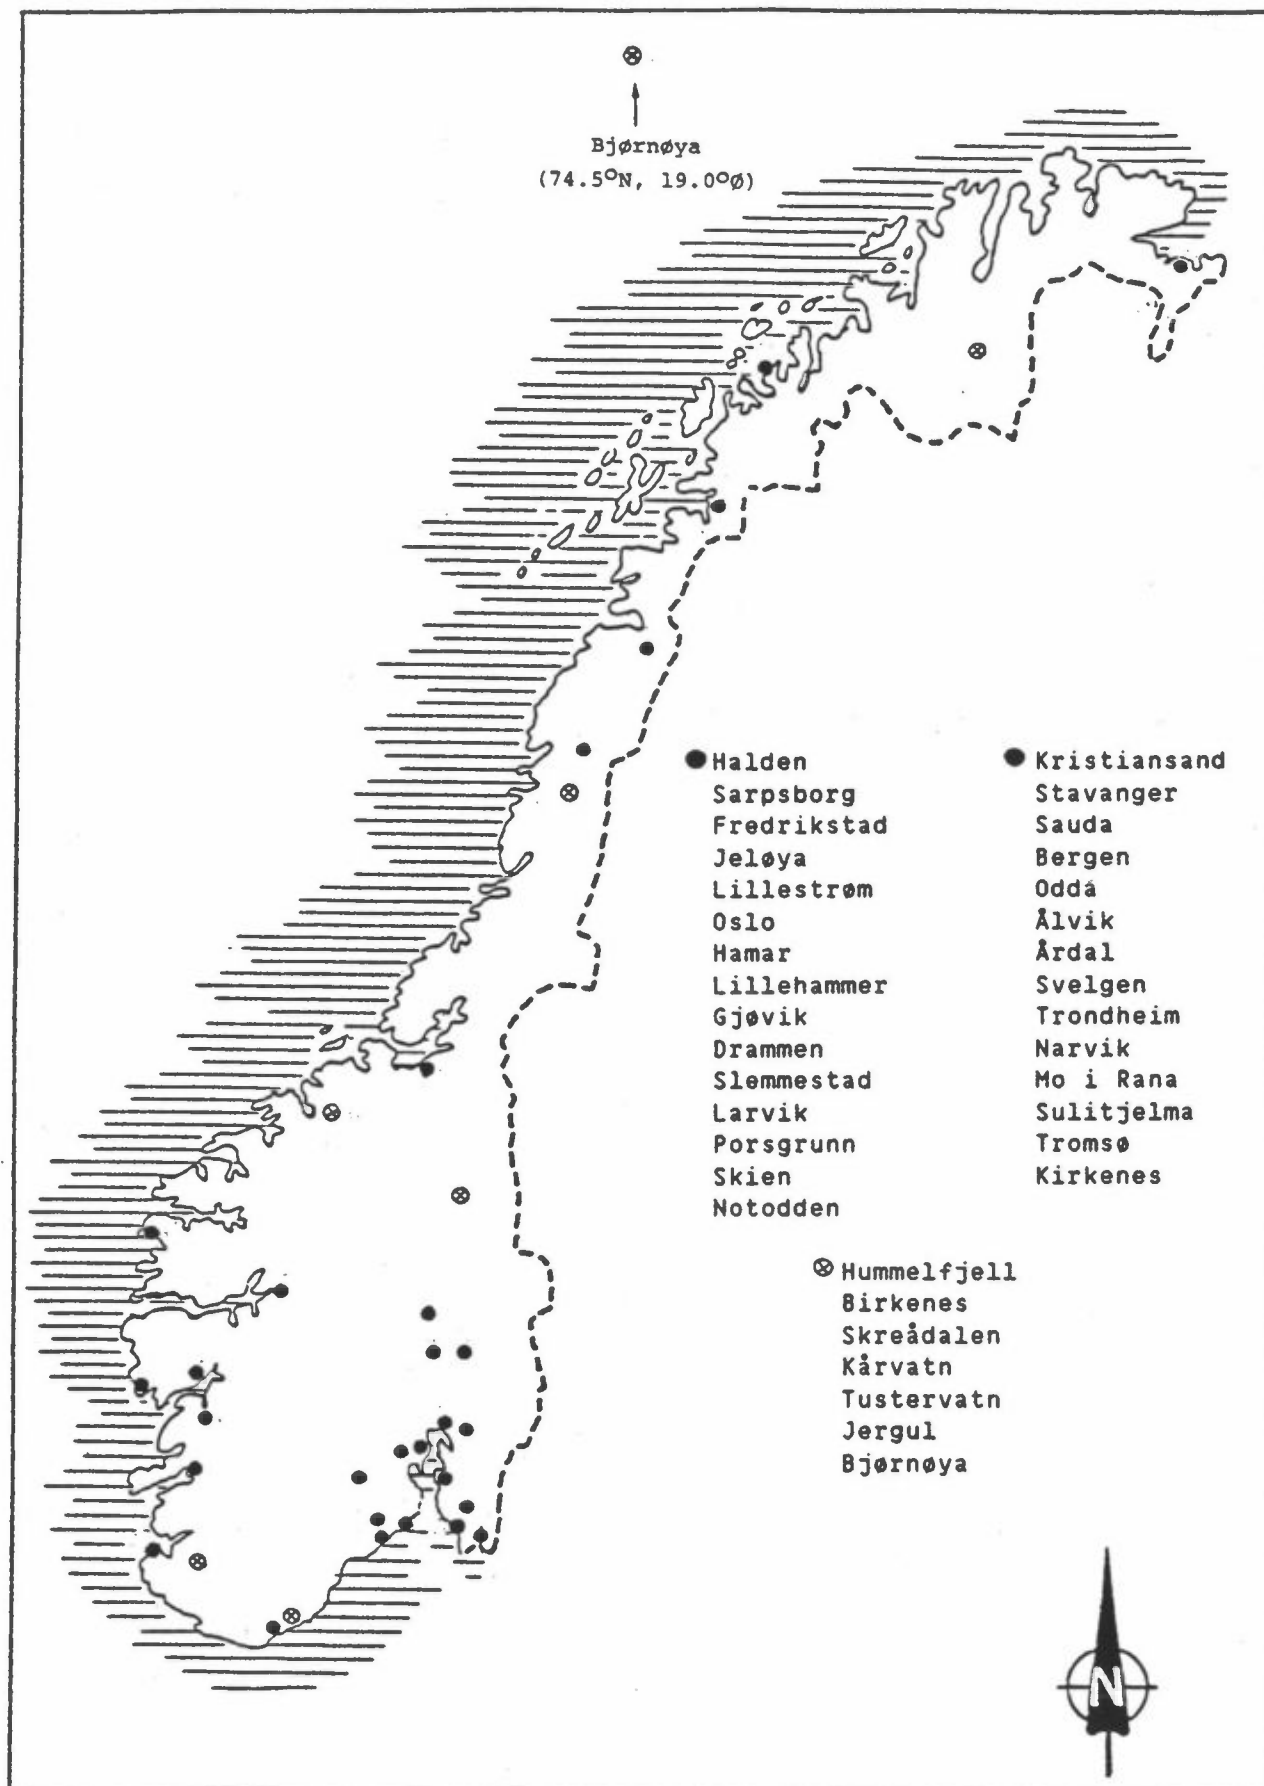 Bjørnøya
(74.5°N, 19.0°Ø)
Halden
Sarpsborg
Fredrikstad
Jeløya
Lillestrøm
Oslo
Hamar
Lillehammer
Gjøvik
Drammen
Slemmestad
Larvik
Porsgrunn
Skien
Notodden
Kristiansand
Stavanger
Sauda
Bergen
Odda
Ålvik
Årdal
Svelgen
Trondheim
Narvik
Mo i Rana
Sulitjelma
Tromsø
Kirkenes
Hummelfjell
Birkenes
Skreådalen
Kårvatn
Tustervatn
Jergul
Bjørnøya
N